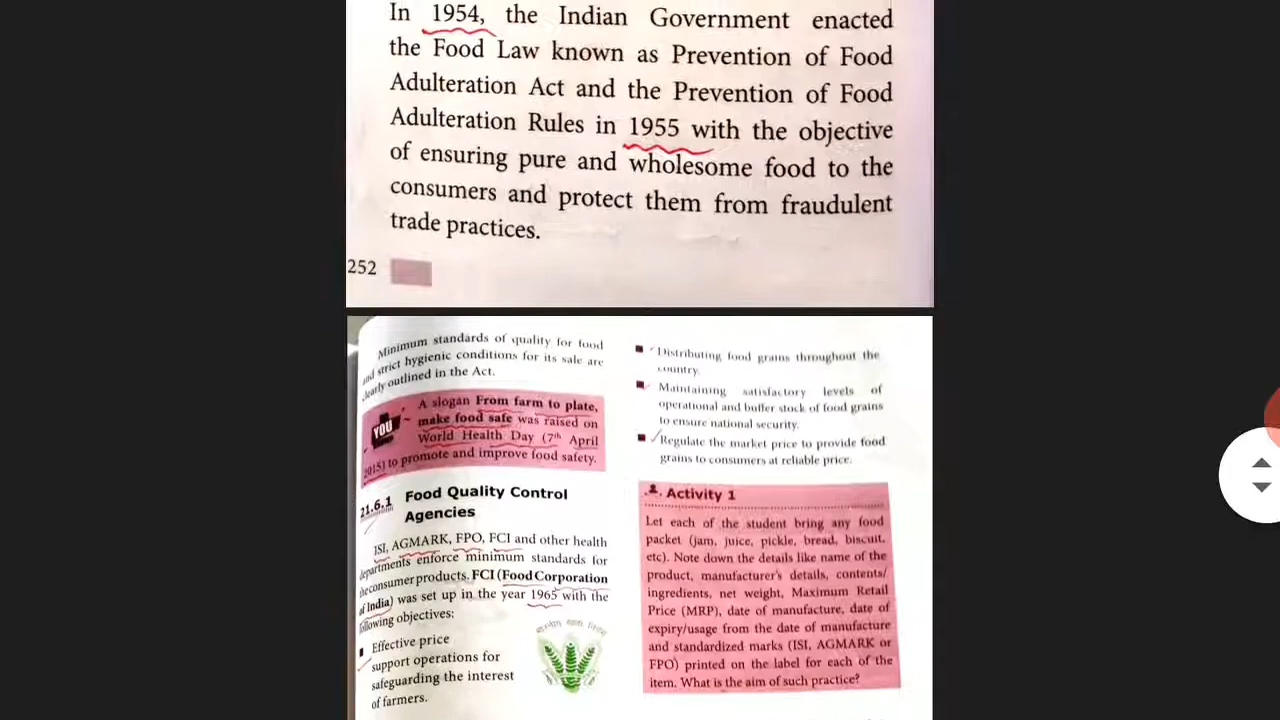 In 1954, the Indian Government enacted
the Food Law known as Prevention of Food
Adulteration Act and the Prevention of Food
Adulteration Rules in 1955 with the objective
of ensuring pure and wholesome food to the
consumers and protect them from fraudulent
trade practices.
252
Minimum standards of quality for food
and strict hygienic conditions for its sale are
clearly outlined in the Act.
YOU
A slogan From farm to plate,
make food safe was raised on
World Health Day (7th April
2015) to promote and improve food safety.
21.6.1 Food Quality Control
Agencies
ISI, AGMARK, FPO, FCI and other health
departments enforce minimum standards for
the consumer products. FCI (Food Corporation
of India) was set up in the year 1965 with the
following objectives:
■ Effective price
support operations for
safeguarding the interest
of farmers.
■ Distributing food grains throughout the
country.
■ Maintaining satisfactory levels of
operational and buffer stock of food grains
to ensure national security.
■ Regulate the market price to provide food
grains to consumers at reliable price.
Activity 1
Let each of the student bring any food
packet (jam, juice, pickle, bread, biscuit,
etc). Note down the details like name of the
product, manufacturer's details, contents/
ingredients, net weight, Maximum Retail
Price (MRP), date of manufacture, date of
expiry/usage from the date of manufacture
and standardized marks (ISI, AGMARK or
FPO) printed on the label for each of the
item. What is the aim of such practice?